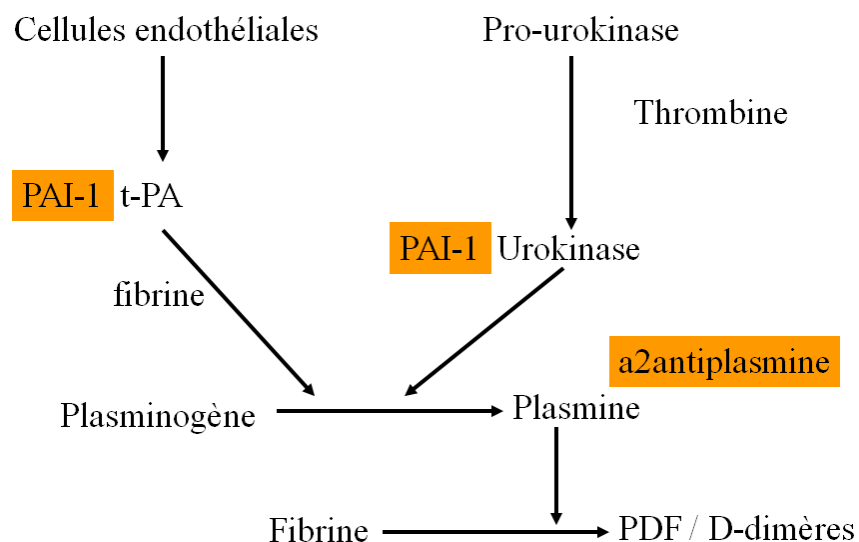 Cellules endothéliales
Pro-urokinase
Thrombine
PAI-1 t-PA
PAI-1 Urokinase
fibrine
a2antiplasmine
Plasminogène
Plasmine
Fibrine
PDF / D-dimères